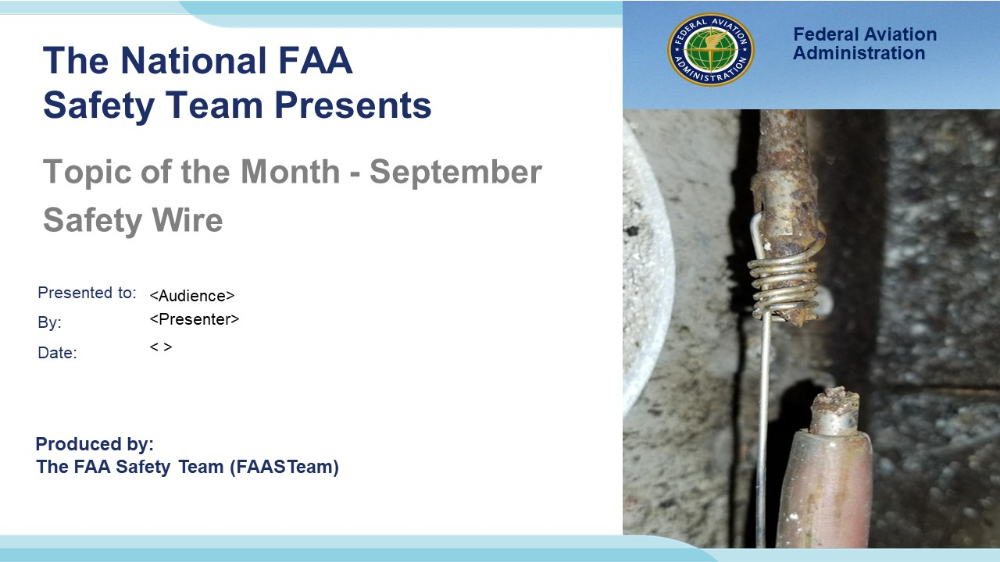 The National FAA
Safety Team Presents
Topic of the Month - September
Safety Wire
Presented to: <Audience>
By: <Presenter>
Date: < >
Produced by:
The FAA Safety Team (FAASTeam)
FEDERAL AVIATION
ADMINISTRATION
Federal Aviation
Administration